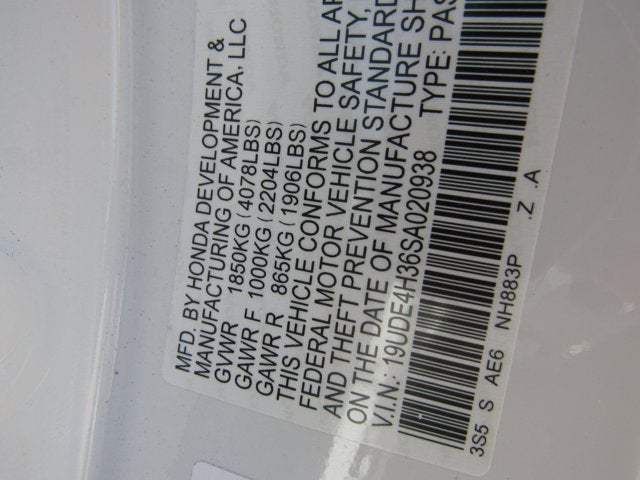 MFD. BY HONDA DEVELOPMENT &
MANUFACTURING OF AMERICA, LLC
GVWR 1850KG (4078LBS)
GAWR F 1000KG (2204LBS)
GAWR R 865KG (1906LBS)
THIS VEHICLE CONFORMS TO ALL AP
FEDERAL MOTOR VEHICLE SAFETY,
AND THEFT PREVENTION STANDARD
ON THE DATE OF MANUFACTURE SH
V.I.N.: 19UDE4H36SA020938 TYPE: PAS
3S5 S AE6 NH883P .Z .A